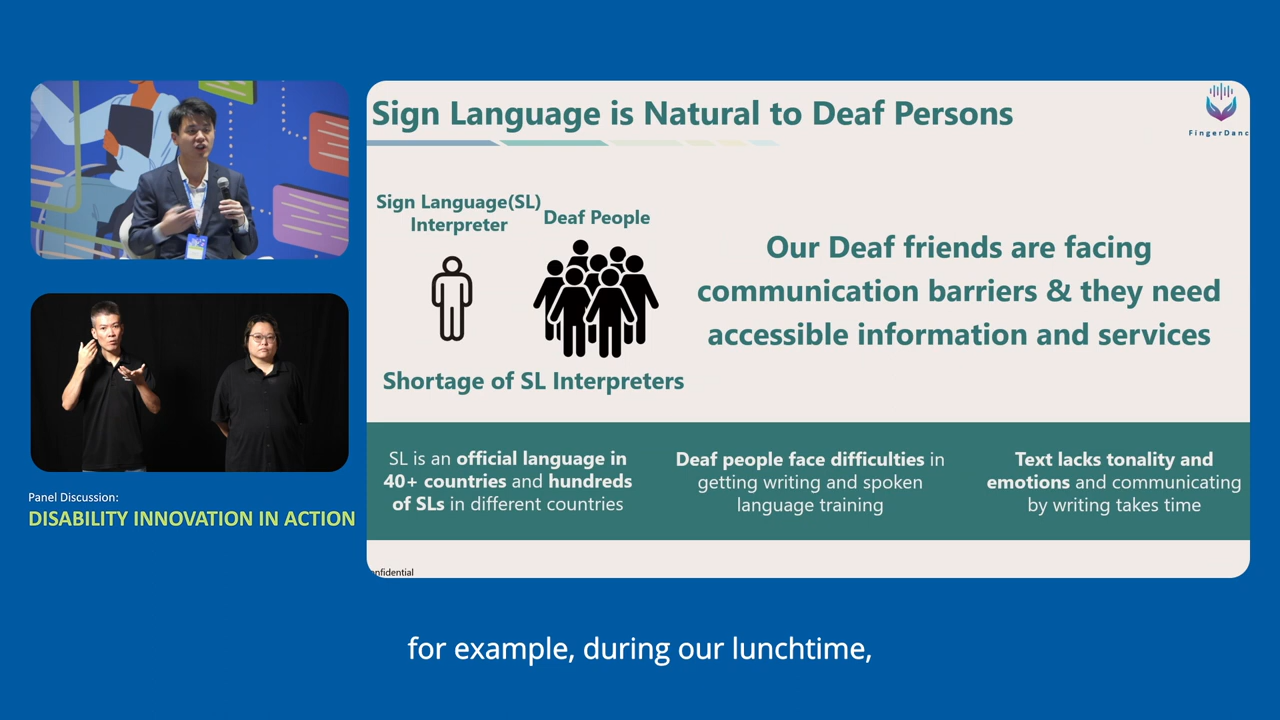 Sign Language is Natural to Deaf Persons
FingerDanc
Sign Language(SL)
Interpreter
Deaf People
Shortage of SL Interpreters
Our Deaf friends are facing
communication barriers & they need
accessible information and services
SL is an official language in
40+ countries and hundreds
of SLs in different countries
Deaf people face difficulties in
getting writing and spoken
language training
Text lacks tonality and
emotions and communicating
by writing takes time
nfidential
Panel Discussion:
DISABILITY INNOVATION IN ACTION
for example, during our lunchtime,